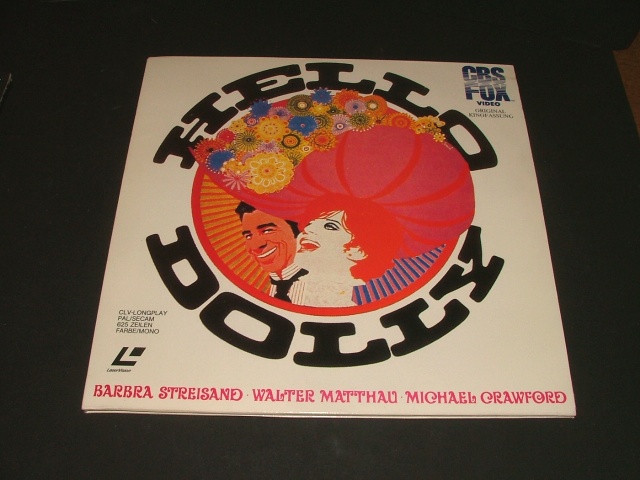 HELLO
DOLLY
CBS
FOX
VIDEO
ORIGINAL
KINOFASSUNG
CLV-LONGPLAY
PAL/SECAM
625 ZEILEN
FARBE/MONO
LaserVision
BARBRA STREISAND · WALTER MATTHAU · MICHAEL CRAWFORD